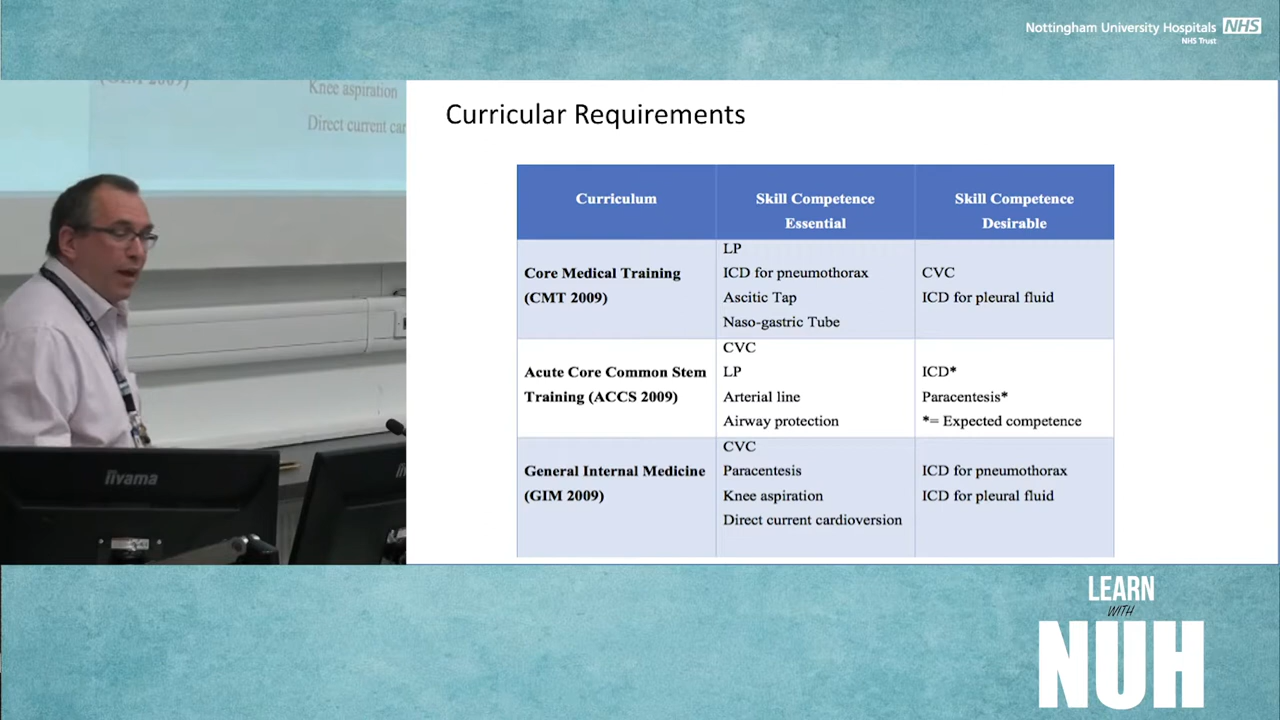 Nottingham University Hospitals NHS
NHS Trust
(GIM 2009)
Knee aspiration
Direct current car
iiyama
Curricular Requirements
Curriculum
Skill Competence
Essential
Skill Competence
Desirable
Core Medical Training
(CMT 2009)
LP
ICD for pneumothorax
Ascitic Tap
Naso-gastric Tube
CVC
ICD for pleural fluid
Acute Core Common Stem
Training (ACCS 2009)
CVC
LP
Arterial line
Airway protection
ICD*
Paracentesis*
*= Expected competence
General Internal Medicine
(GIM 2009)
CVC
Paracentesis
Knee aspiration
Direct current cardioversion
ICD for pneumothorax
ICD for pleural fluid
LEARN
WITH
NUH